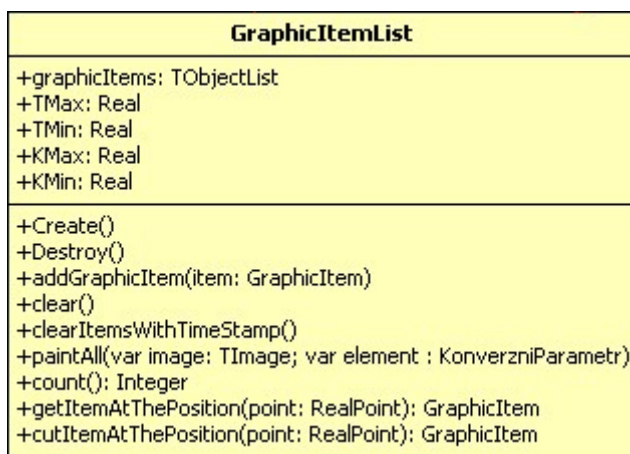 GraphicItemList
+graphicItems: TObjectList
+TMax: Real
+TMin: Real
+KMax: Real
+KMin: Real
+Create()
+Destroy()
+addGraphicItem(item: GraphicItem)
+clear()
+clearItemsWithTimeStamp()
+paintAll(var image: TImage; var element : KonverzniParametr)
+count(): Integer
+getItemAtThePosition(point: RealPoint): GraphicItem
+cutItemAtThePosition(point: RealPoint): GraphicItem